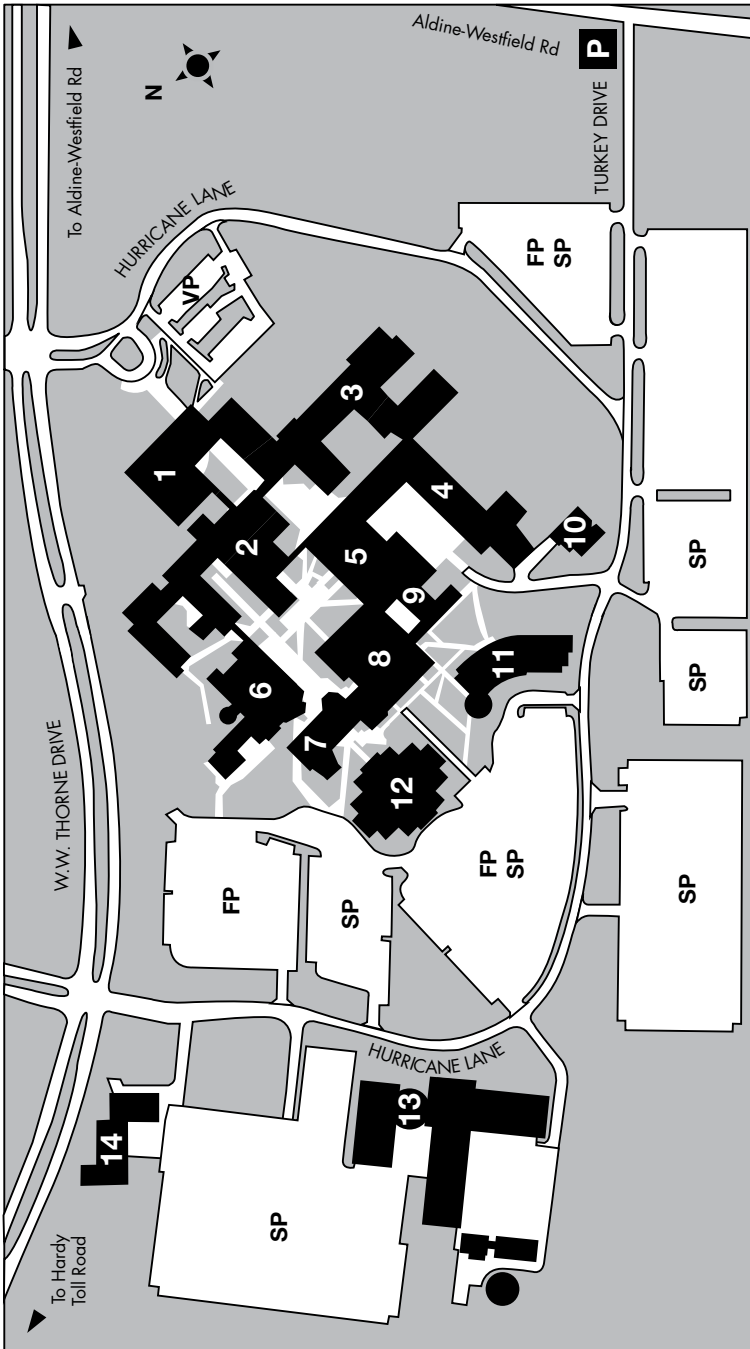 Aldine-Westfield Rd
P
TURKEY DRIVE
To Aldine-Westfield Rd
N
HURRICANE LANE
VP
FP
SP
3
1
4
10
2
5
9
SP
11
8
6
7
SP
12
W.W. THORNE DRIVE
FP
SP
FP
SP
SP
HURRICANE LANE
13
14
SP
To Hardy
Toll Road